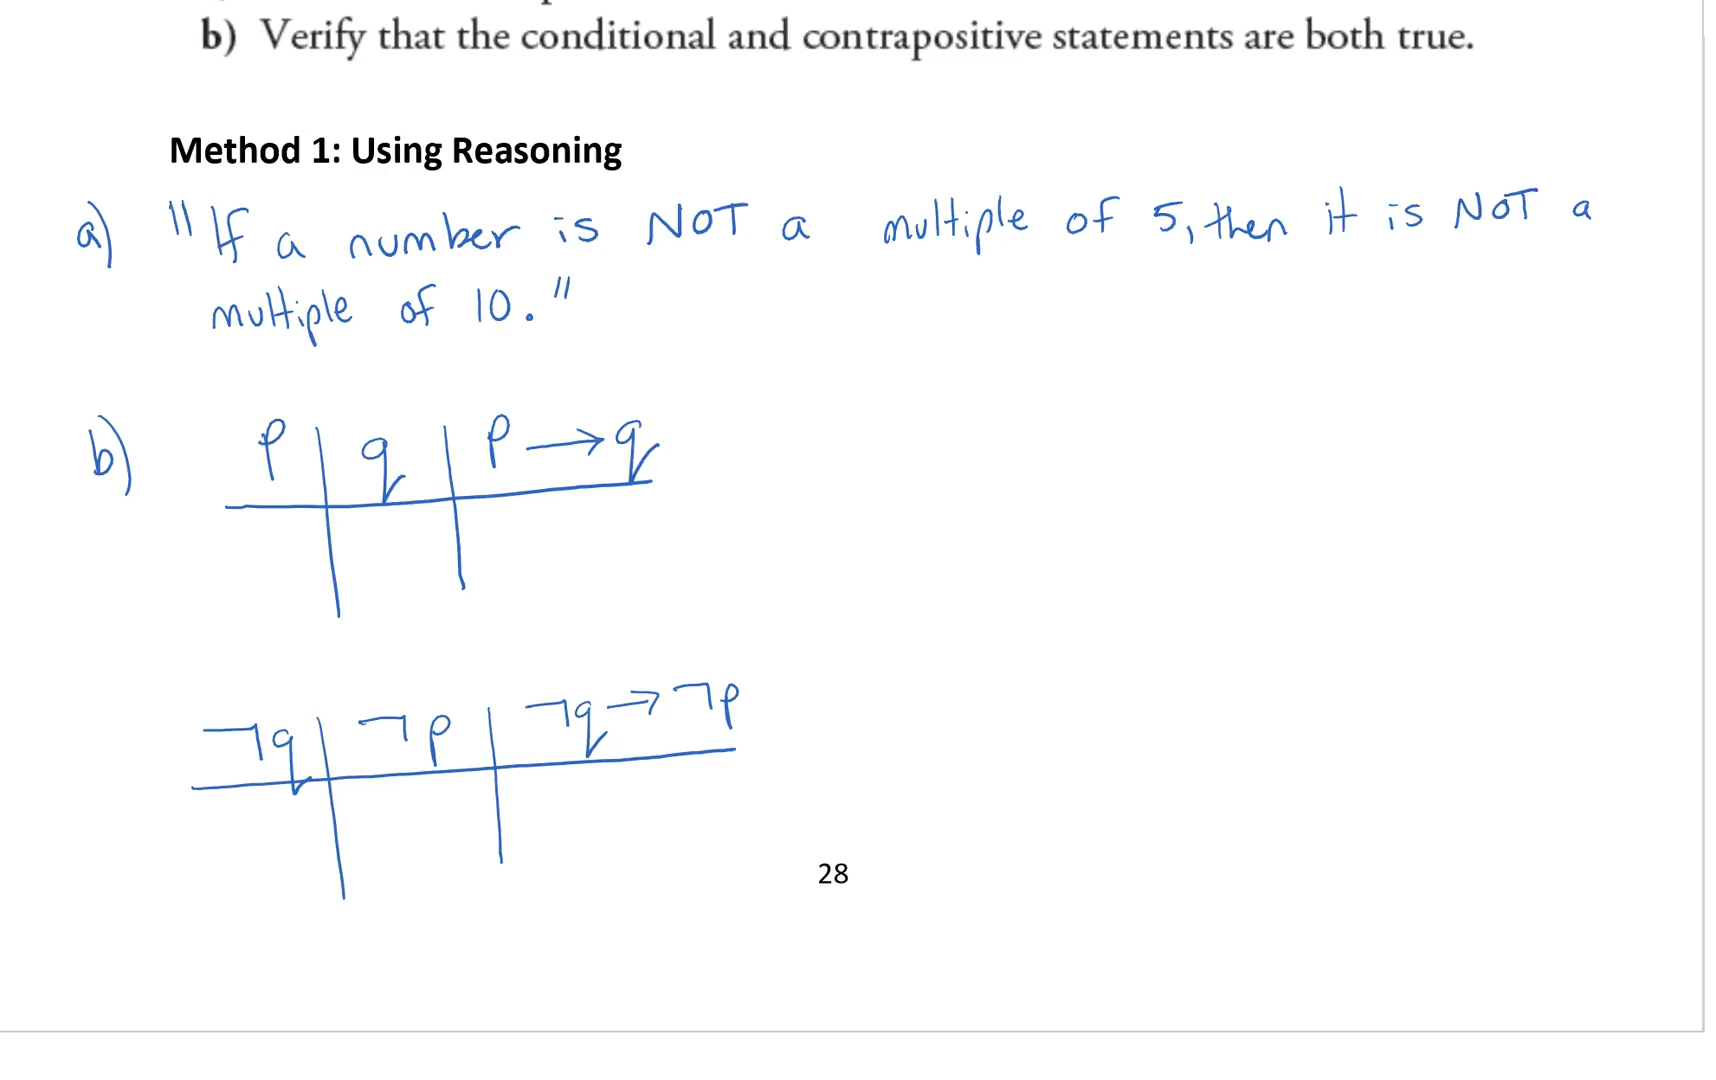 b) Verify that the conditional and contrapositive statements are both true.
Method 1: Using Reasoning
a) "If a number is NOT a multiple of 5, then it is NOT a
multiple of 10."
b) p | q | p → q
¬q | ¬p | ¬q → ¬p
28